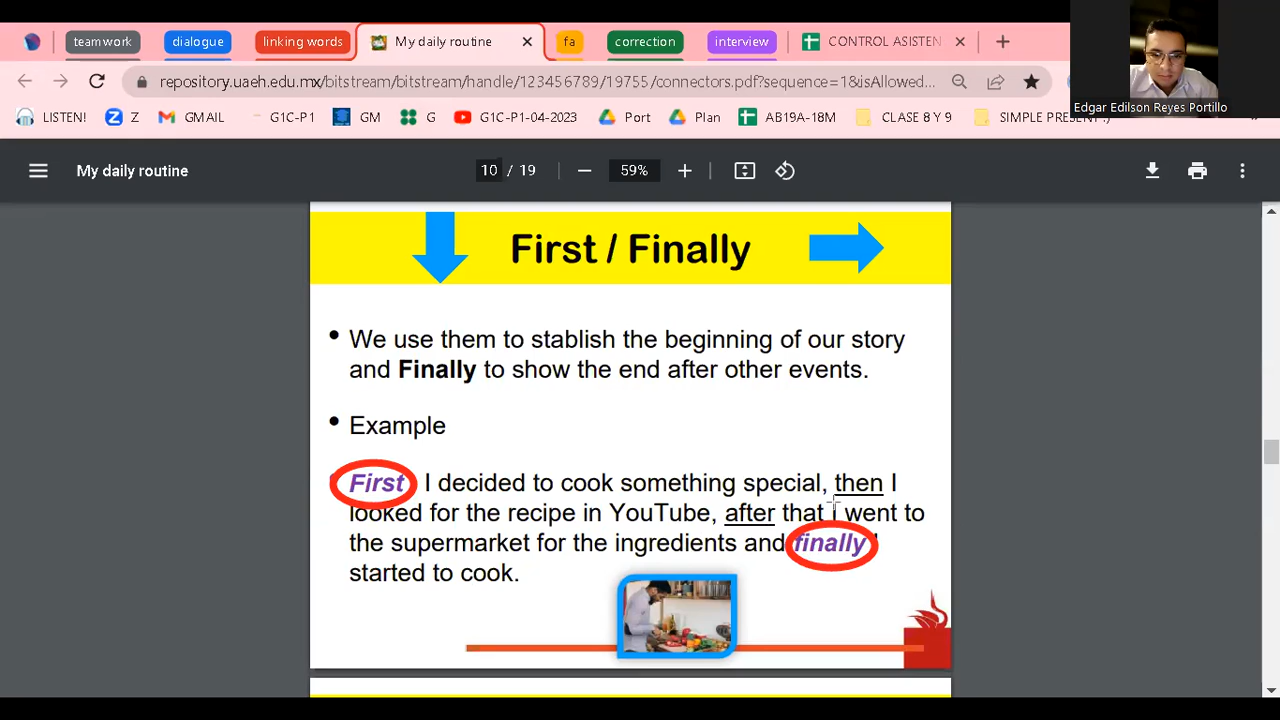 teamwork
dialogue
linking words
My daily routine
fa
correction
interview
CONTROL ASISTEN
repository.uaeh.edu.mx/bitstream/bitstream/handle/123456789/19755/connectors.pdf?sequence=1&isAllowed...
Edgar Edilson Reyes Portillo
ISTEN!
Z
GMAIL
G1C-P1
GM
G
G1C-P1-04-2023
Port
Plan
AB19A-18M
CLASE 8 Y 9
SIMPLE PRESENT :)
My daily routine
10 / 19
59%
First / Finally
• We use them to stablish the beginning of our story
and Finally to show the end after other events.
• Example
First I decided to cook something special, then I
looked for the recipe in YouTube, after that I went to
the supermarket for the ingredients and finally I
started to cook.